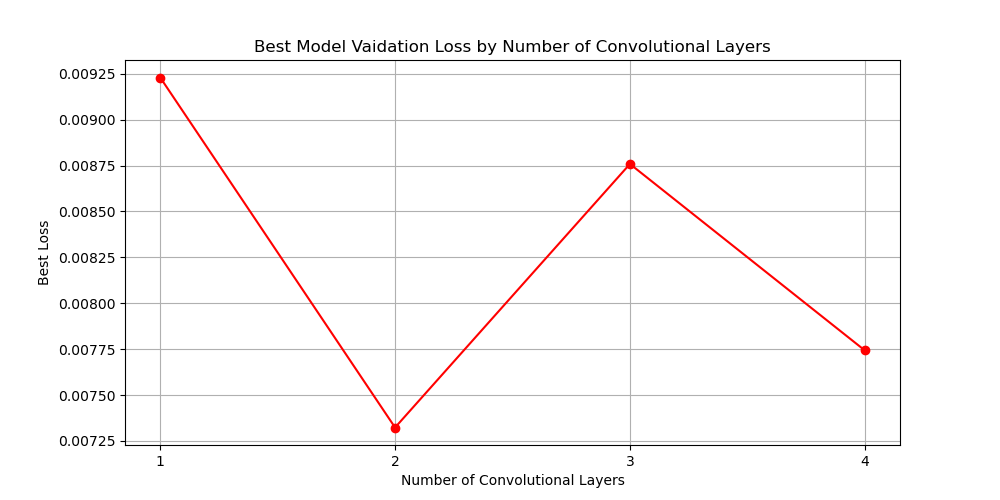 Best Model Vaidation Loss by Number of Convolutional Layers
0.00925
0.00900
0.00875
0.00850
0.00825
0.00800
0.00775
0.00750
0.00725
Best Loss
1 2 3 4
Number of Convolutional Layers